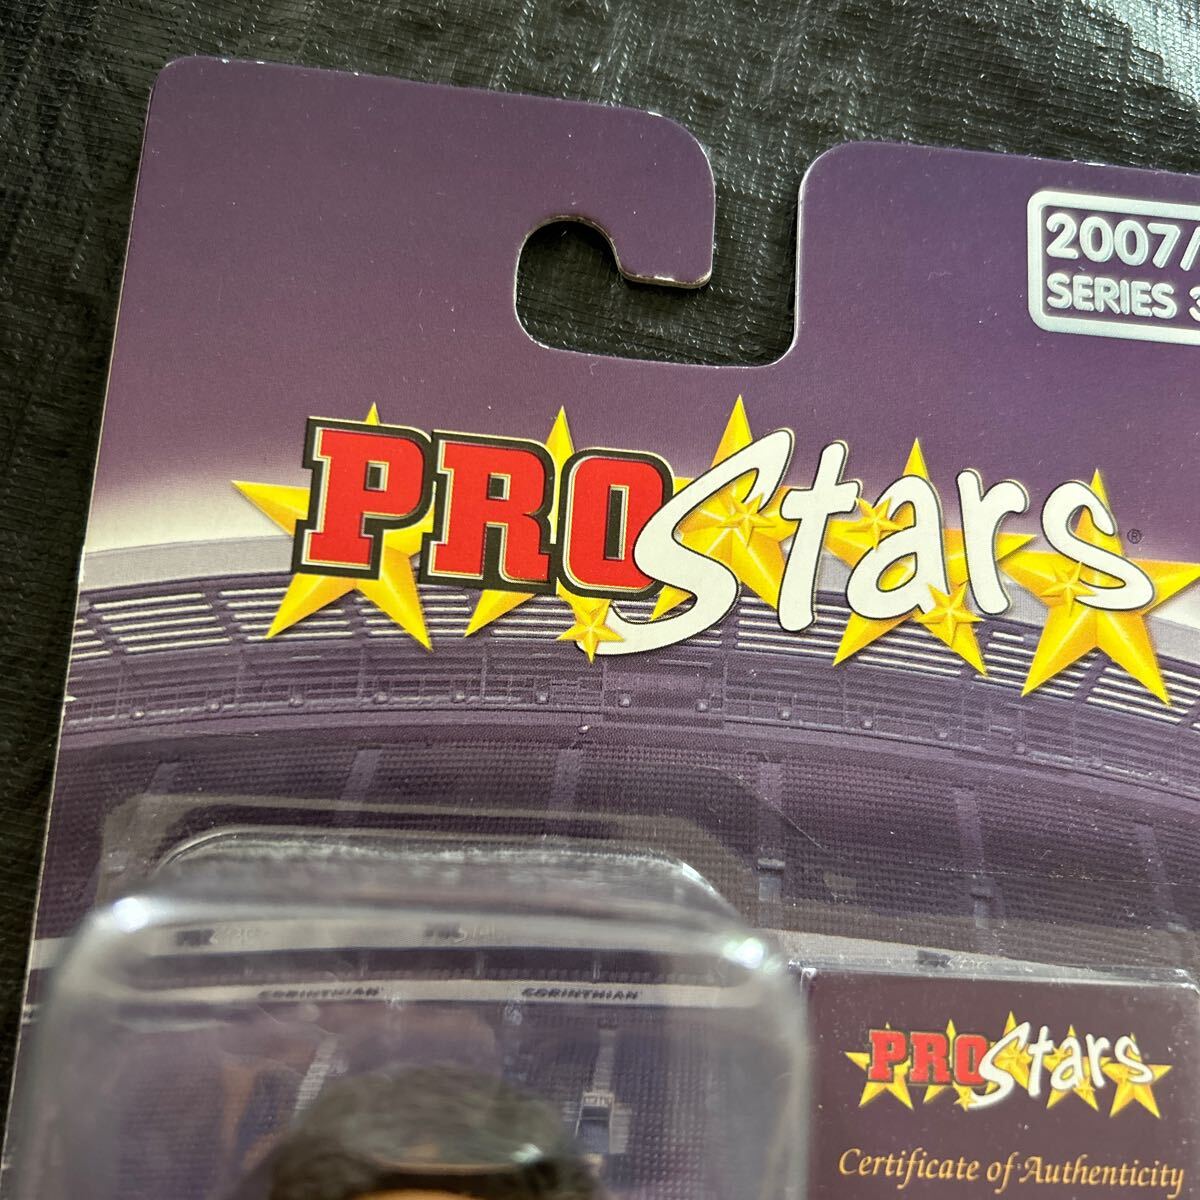 2007/
SERIES 3
PROStars®
CORINTHIAN CORINTHIAN
PROStars
Certificate of Authenticity